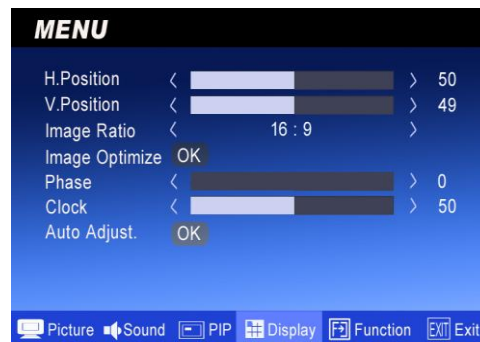 MENU
H.Position 〈 〉 50
V.Position 〈 〉 49
Image Ratio 〈 16 : 9 〉
Image Optimize OK
Phase 〈 〉 0
Clock 〈 〉 50
Auto Adjust. OK
Picture Sound PIP Display F Function EXIT Exit